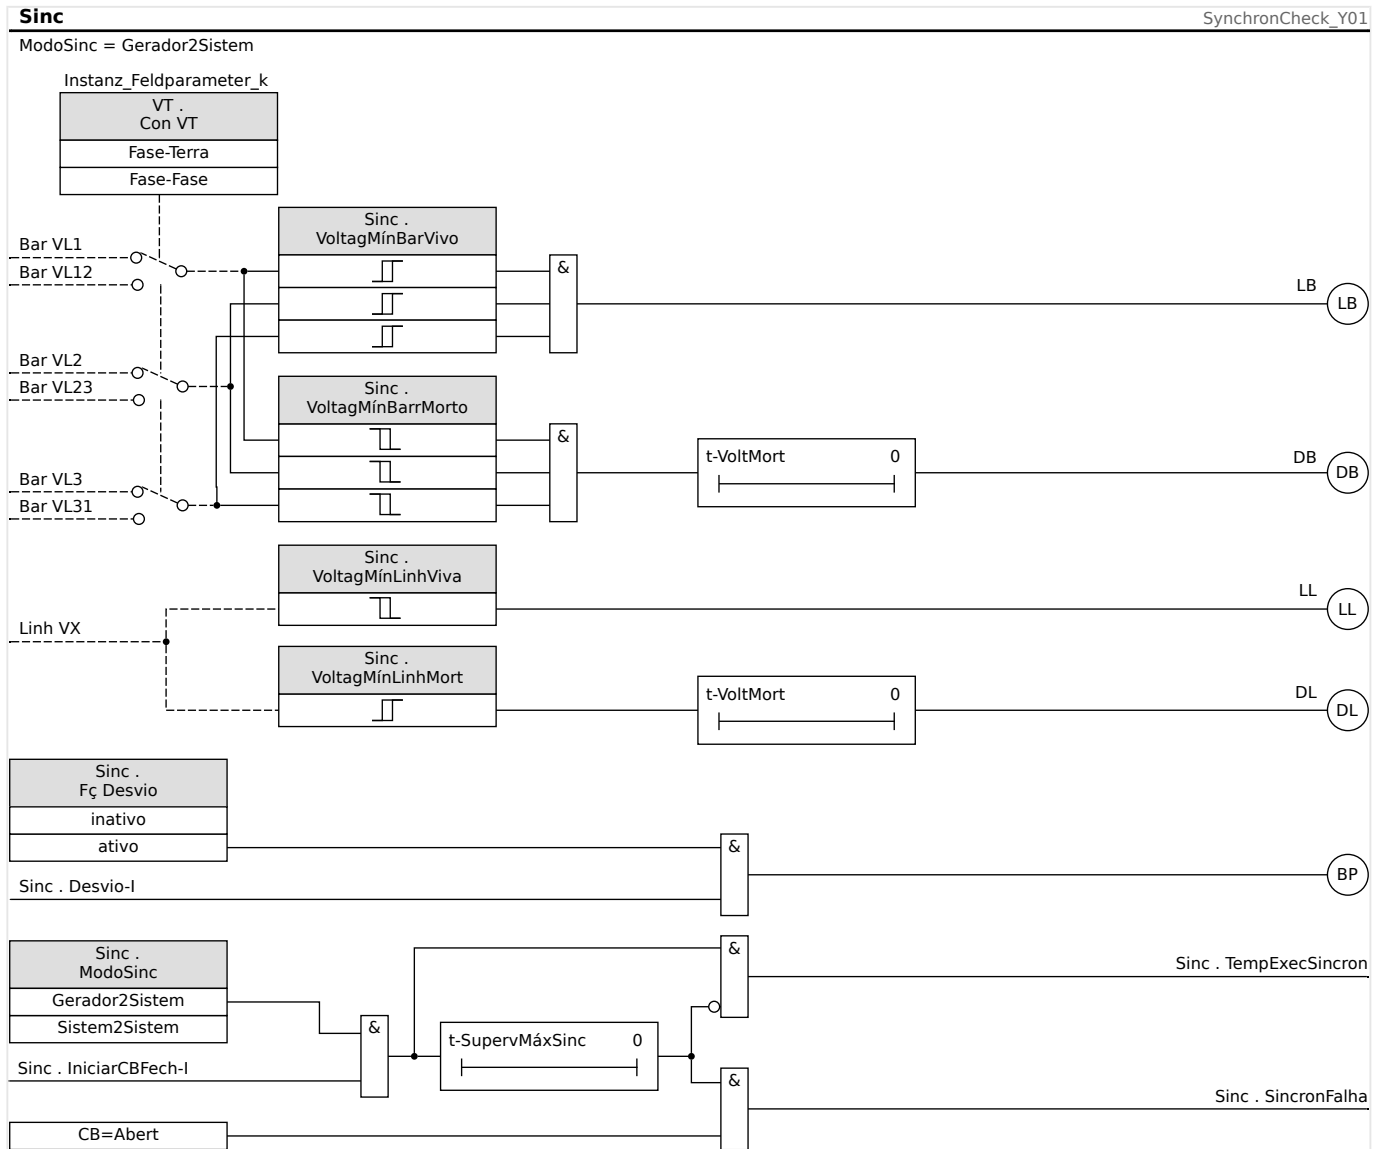 Sinc
SynchronCheck_Y01
ModoSinc = Gerador2Sistem
Instanz_Feldparameter_k
VT .
Con VT
Fase-Terra
Fase-Fase
Sinc .
VoltagMínBarVivo
Bar VL1
Bar VL12
&
LB
LB
Bar VL2
Bar VL23
Sinc .
VoltagMínBarrMorto
&
t-VoltMort 0
DB
DB
Bar VL3
Bar VL31
Sinc .
VoltagMínLinhViva
LL
LL
Linh VX
Sinc .
VoltagMínLinhMort
t-VoltMort 0
DL
DL
Sinc .
Fç Desvio
inativo
ativo
&
Sinc . Desvio-I
BP
Sinc .
ModoSinc
Gerador2Sistem
Sistem2Sistem
&
Sinc . TempExecSincron
&
t-SupervMáxSinc 0
Sinc . IniciarCBFech-I
&
Sinc . SincronFalha
CB=Abert